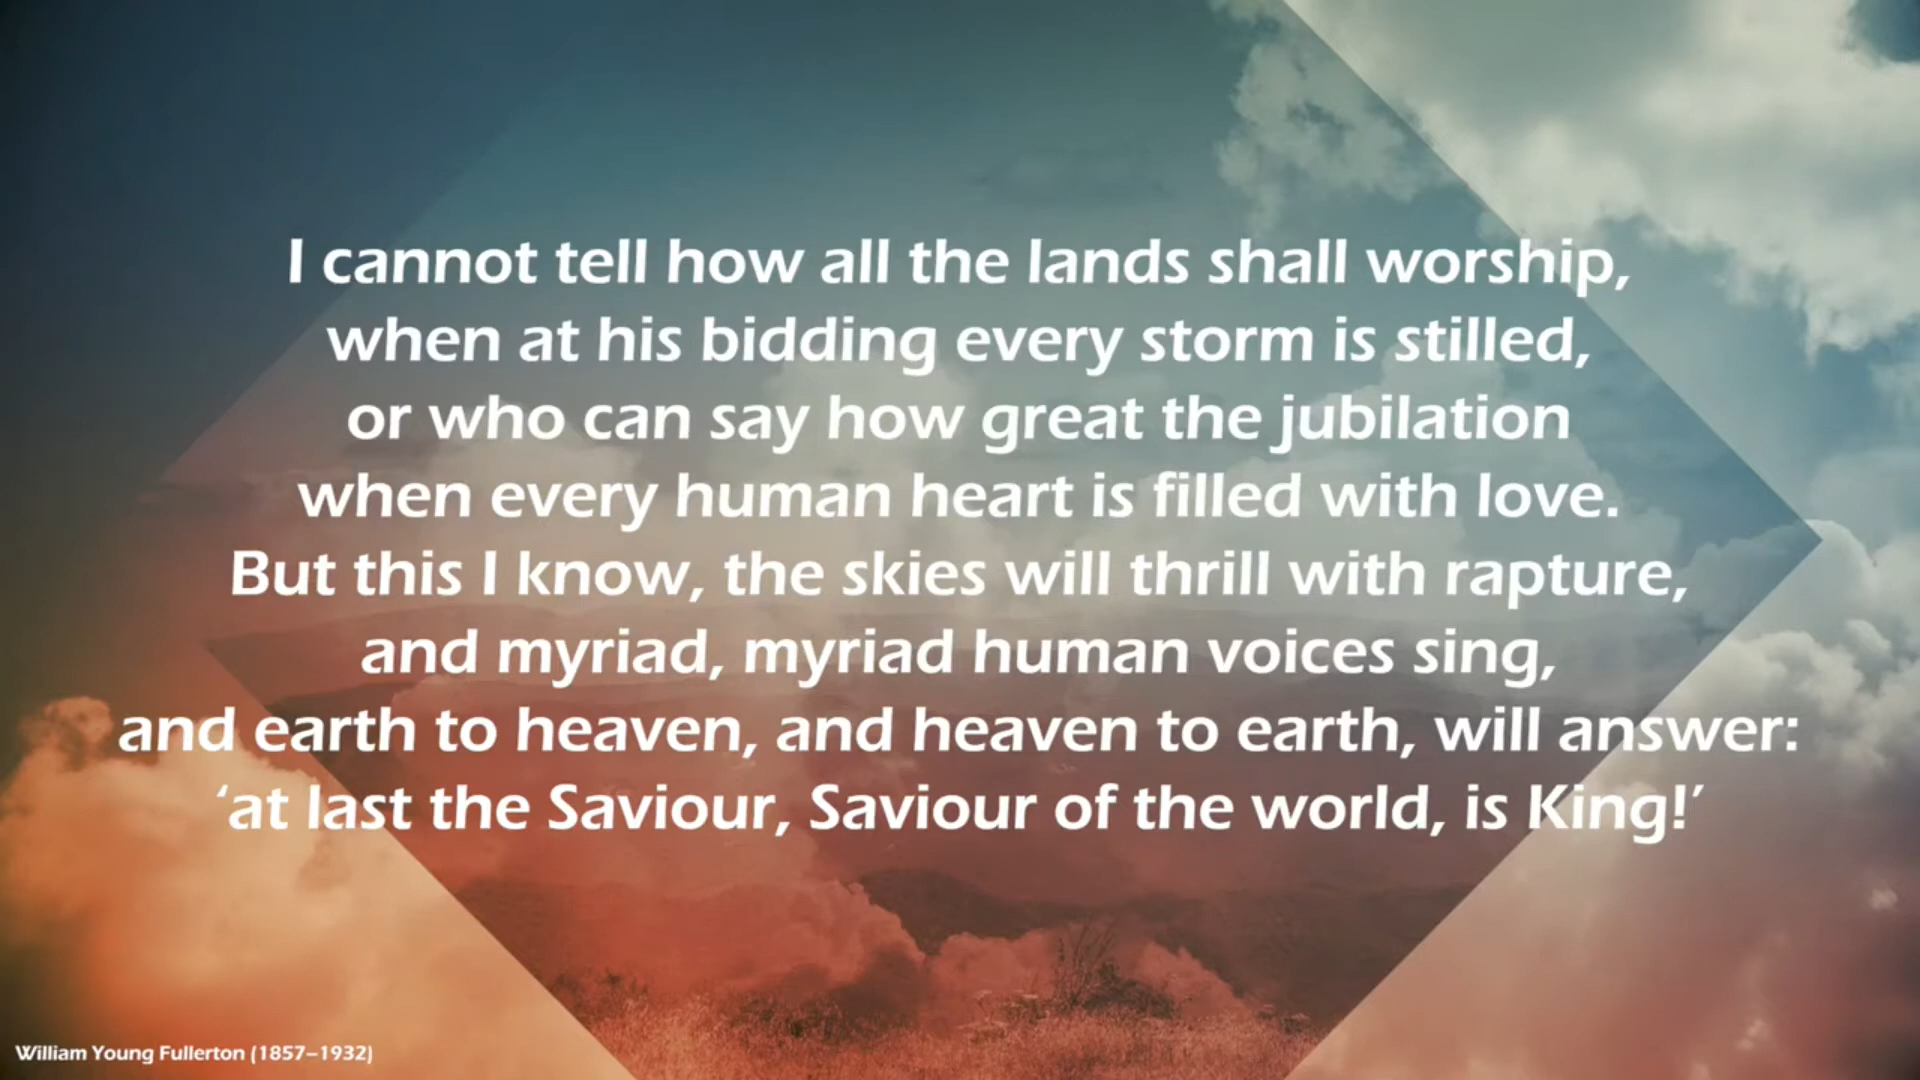 I cannot tell how all the lands shall worship,
when at his bidding every storm is stilled,
or who can say how great the jubilation
when every human heart is filled with love.
But this I know, the skies will thrill with rapture,
and myriad, myriad human voices sing,
and earth to heaven, and heaven to earth, will answer:
‘at last the Saviour, Saviour of the world, is King!’
William Young Fullerton (1857–1932)